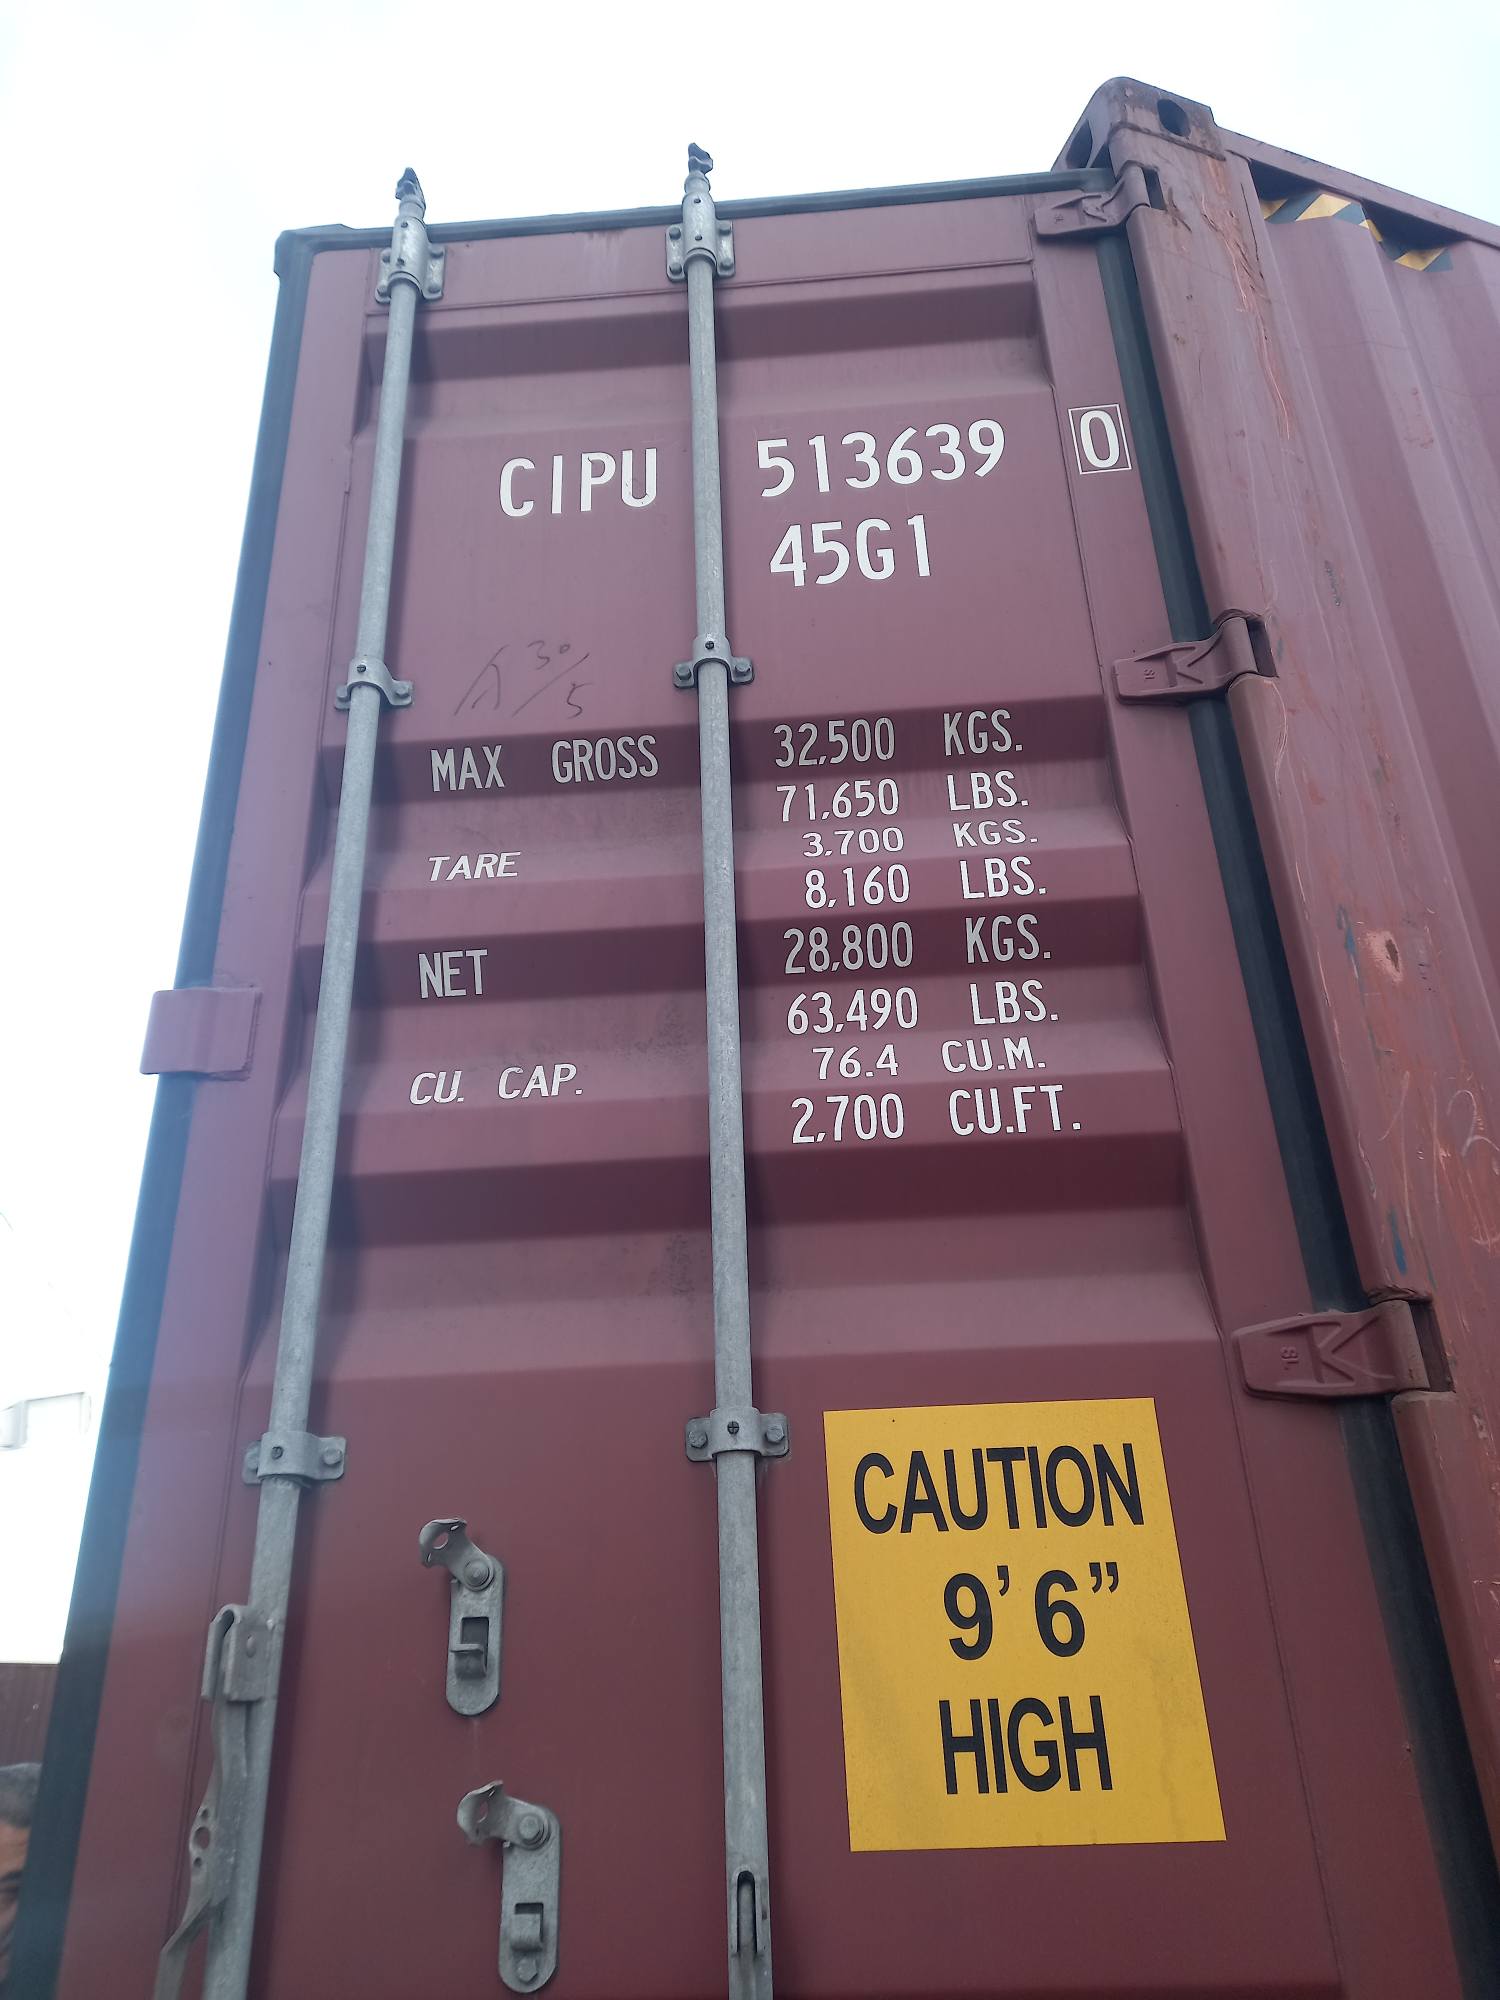 CIPU 513639 0
45G1
30/5
MAX GROSS 32,500 KGS.
71,650 LBS.
TARE 3,700 KGS.
8,160 LBS.
NET 28,800 KGS.
63,490 LBS.
CU. CAP. 76.4 CU.M.
2,700 CU.FT.
CAUTION
9' 6"
HIGH